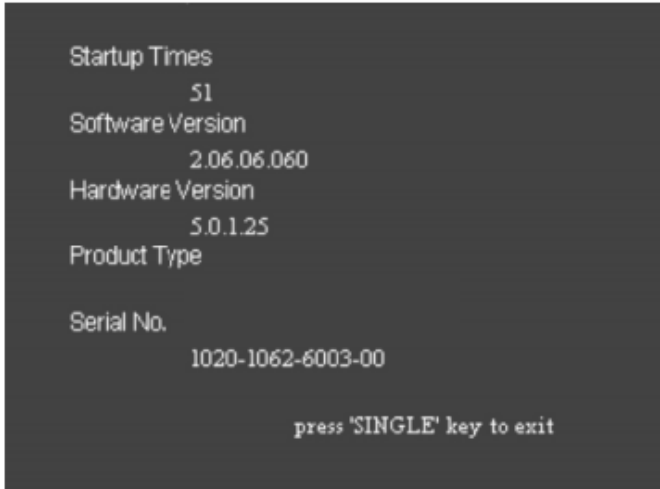 Startup Times
51
Software Version
2.06.06.060
Hardware Version
5.0.1.25
Product Type
Serial No.
1020-1062-6003-00
press 'SINGLE' key to exit